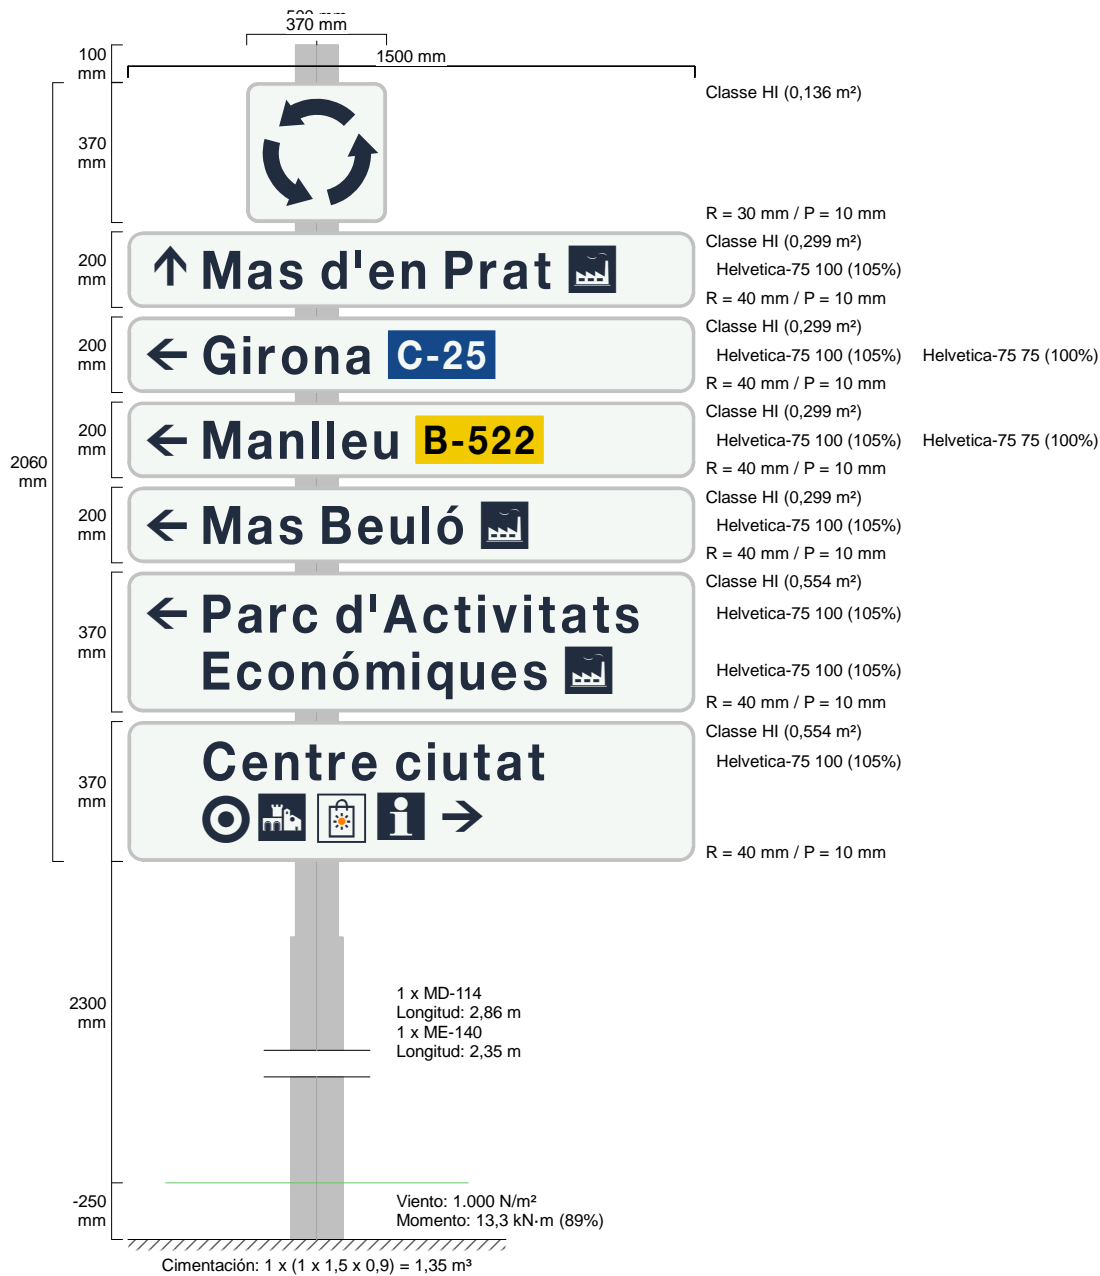 370 mm
100
mm
1500 mm
Classe HI (0,136 m²)
370
mm
R = 30 mm / P = 10 mm
Classe HI (0,299 m²)
200
mm
Mas d'en Prat
Helvetica-75 100 (105%)
R = 40 mm / P = 10 mm
Classe HI (0,299 m²)
200
mm
Girona C-25
Helvetica-75 100 (105%) Helvetica-75 75 (100%)
R = 40 mm / P = 10 mm
Classe HI (0,299 m²)
200
mm
Manlleu B-522
Helvetica-75 100 (105%) Helvetica-75 75 (100%)
R = 40 mm / P = 10 mm
2060
mm
Classe HI (0,299 m²)
200
mm
Mas Beuló
Helvetica-75 100 (105%)
R = 40 mm / P = 10 mm
Classe HI (0,554 m²)
Parc d'Activitats
Helvetica-75 100 (105%)
370
mm
Económiques
Helvetica-75 100 (105%)
R = 40 mm / P = 10 mm
Classe HI (0,554 m²)
Centre ciutat
Helvetica-75 100 (105%)
370
mm
i
R = 40 mm / P = 10 mm
2300
mm
1 x MD-114
Longitud: 2,86 m
1 x ME-140
Longitud: 2,35 m
-250
mm
Viento: 1.000 N/m²
Momento: 13,3 kN·m (89%)
Cimentación: 1 x (1 x 1,5 x 0,9) = 1,35 m³